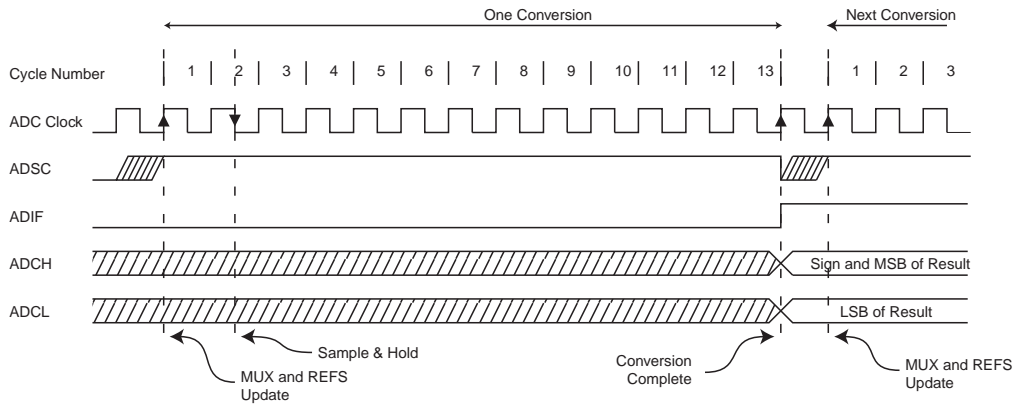 One Conversion Next Conversion
Cycle Number 1 2 3 4 5 6 7 8 9 10 11 12 13 1 2 3
ADC Clock
ADSC
ADIF
ADCH Sign and MSB of Result
ADCL LSB of Result
Sample & Hold
MUX and REFS
Update
Conversion
Complete
MUX and REFS
Update